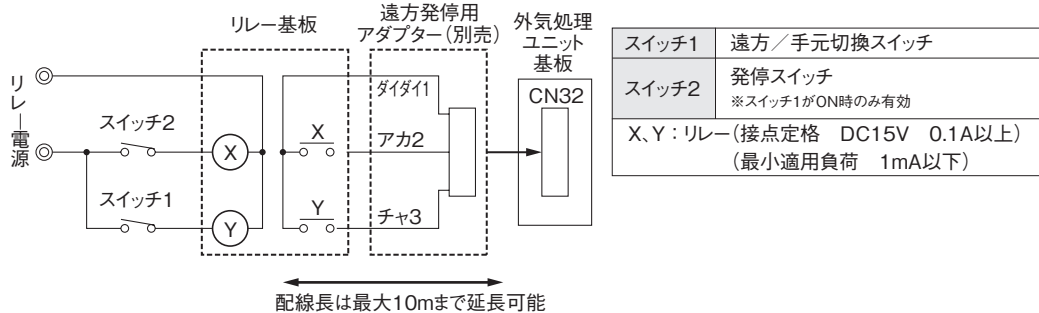 リレー基板
遠方発停用
アダプター(別売)
外気処理
ユニット
基板
リレー電源
スイッチ2
スイッチ1
X
Y
X
Y
ダイダイ1
アカ2
チャ3
CN32
配線長は最大10mまで延長可能
スイッチ1 遠方／手元切換スイッチ
スイッチ2 発停スイッチ
※スイッチ1がON時のみ有効
X、Y：リレー(接点定格 DC15V 0.1A以上)
(最小適用負荷 1mA以下)